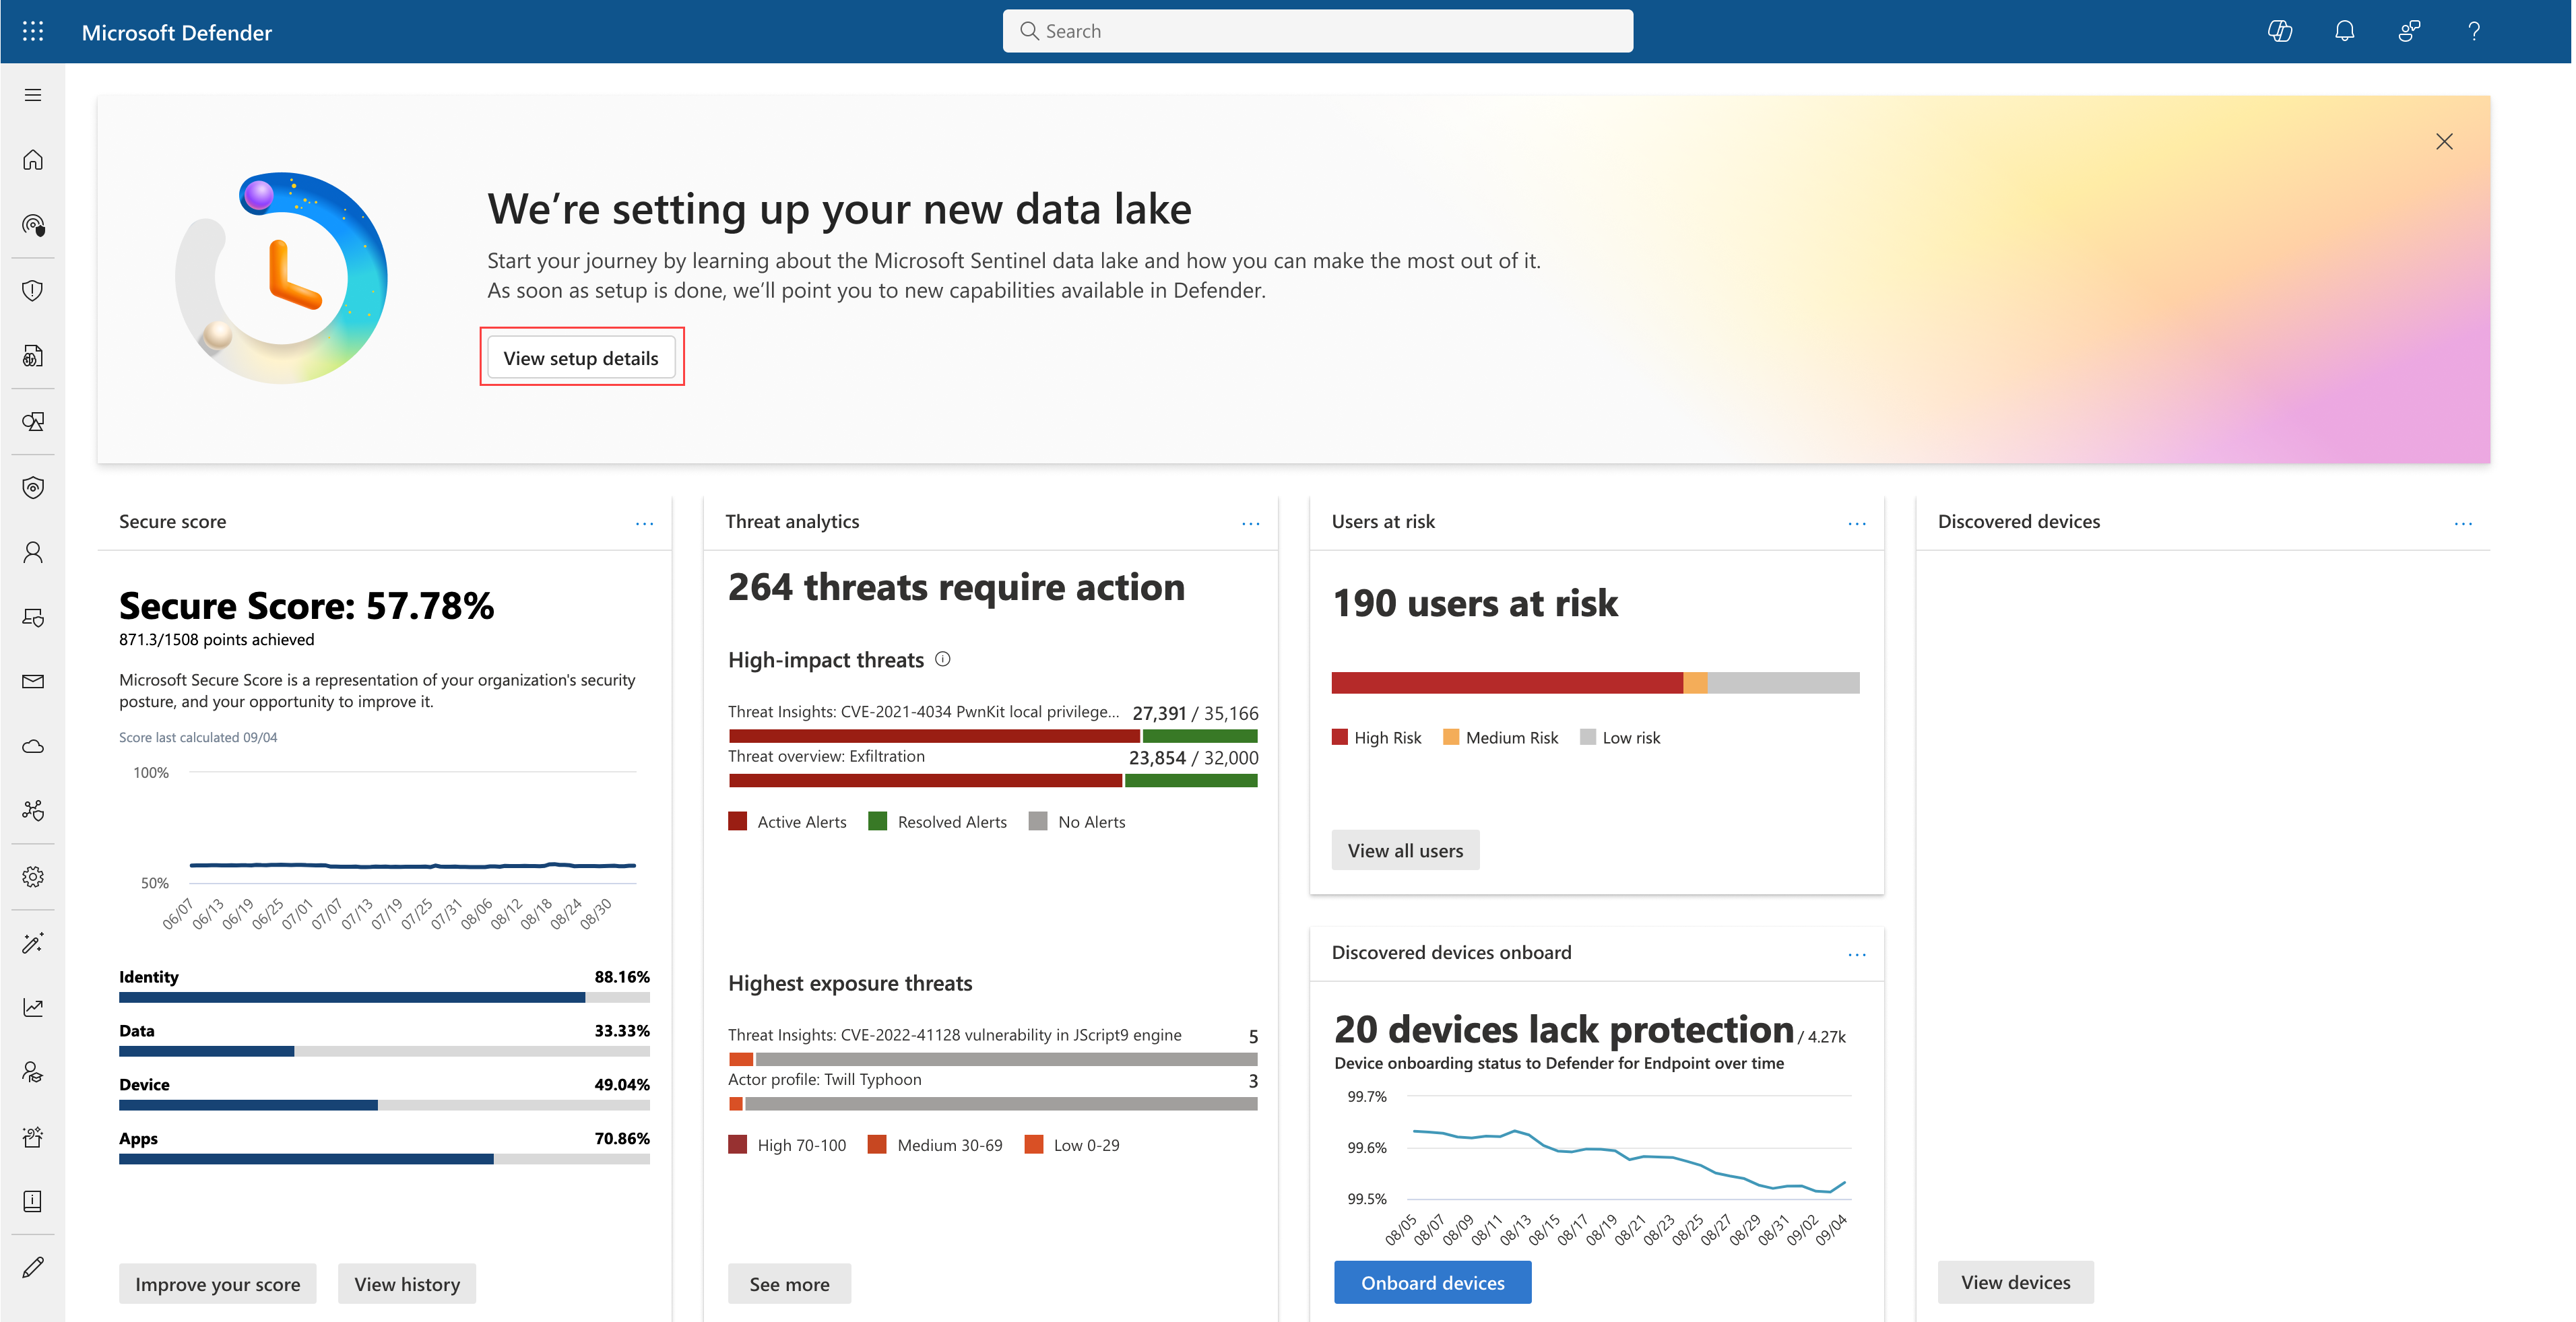 Microsoft Defender
Search
We’re setting up your new data lake
Start your journey by learning about the Microsoft Sentinel data lake and how you can make the most out of it.
As soon as setup is done, we’ll point you to new capabilities available in Defender.
View setup details
Secure score
...
Secure Score: 57.78%
871.3/1508 points achieved
Microsoft Secure Score is a representation of your organization's security
posture, and your opportunity to improve it.
Score last calculated 09/04
100%
50%
06/07 06/13 06/19 06/25 07/01 07/07 07/13 07/19 07/25 07/31 08/06 08/12 08/18 08/24 08/30
Identity 88.16%
Data 33.33%
Device 49.04%
Apps 70.86%
Improve your score View history
Threat analytics
...
264 threats require action
High-impact threats
Threat Insights: CVE-2021-4034 PwnKit local privilege... 27,391 / 35,166
Threat overview: Exfiltration 23,854 / 32,000
Active Alerts Resolved Alerts No Alerts
Highest exposure threats
Threat Insights: CVE-2022-41128 vulnerability in JScript9 engine 5
Actor profile: Twill Typhoon 3
High 70-100 Medium 30-69 Low 0-29
See more
Users at risk
...
190 users at risk
High Risk Medium Risk Low risk
View all users
Discovered devices onboard
...
20 devices lack protection / 4.27k
Device onboarding status to Defender for Endpoint over time
99.7%
99.6%
99.5%
08/05 08/07 08/09 08/11 08/13 08/15 08/17 08/19 08/21 08/23 08/25 08/27 08/29 08/31 09/02 09/04
Onboard devices
Discovered devices
...
View devices